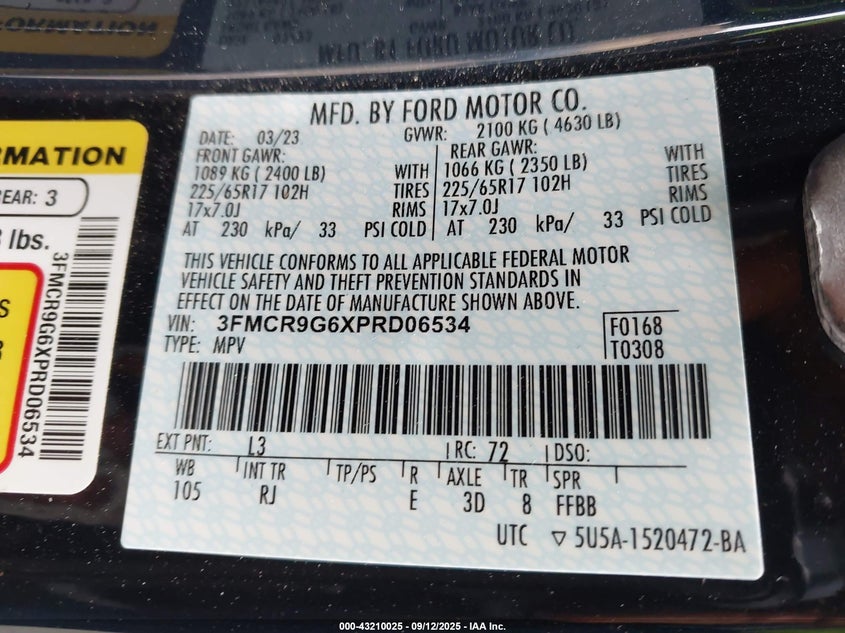 MFD. BY FORD MOTOR CO.
DATE: 03/23 GVWR: 2100 KG ( 4630 LB)
FRONT GAWR: REAR GAWR:
1089 KG ( 2400 LB) WITH 1066 KG ( 2350 LB) WITH
225/65R17 102H TIRES 225/65R17 102H TIRES
17x7.0J RIMS 17x7.0J RIMS
AT 230 kPa/ 33 PSI COLD AT 230 kPa/ 33 PSI COLD
THIS VEHICLE CONFORMS TO ALL APPLICABLE FEDERAL MOTOR
VEHICLE SAFETY AND THEFT PREVENTION STANDARDS IN
EFFECT ON THE DATE OF MANUFACTURE SHOWN ABOVE.
VIN: 3FMCR9G6XPRD06534 F0168
TYPE: MPV T0308
EXT PNT: L3 RC: 72 DSO:
WB INT TR TP/PS R AXLE TR SPR
105 RJ E 3D 8 FFBB
UTC ▽ 5U5A-1520472-BA
RMATION
REAR: 3
lbs.
3FMCR9G6XPRD06534
000-43210025 - 09/12/2025 - IAA Inc.